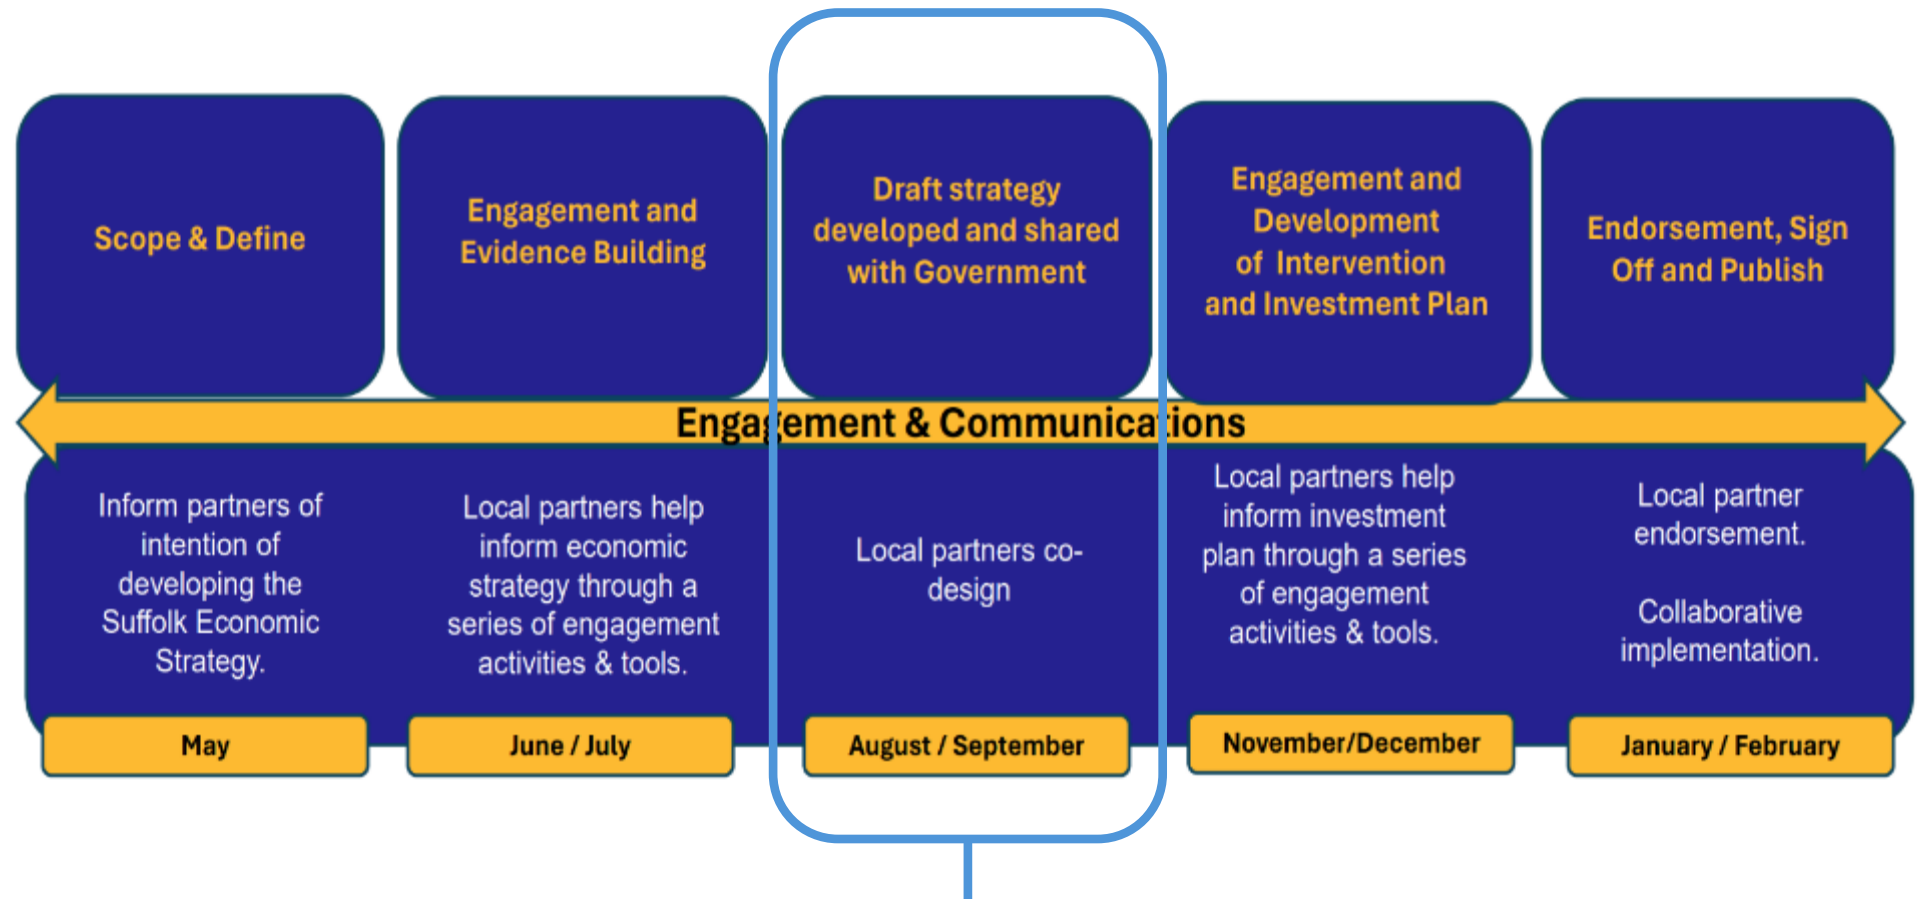 Scope & Define
Engagement and
Evidence Building
Draft strategy
developed and shared
with Government
Engagement and
Development
of Intervention
and Investment Plan
Endorsement, Sign
Off and Publish
Engagement & Communications
Inform partners of
intention of
developing the
Suffolk Economic
Strategy.
Local partners help
inform economic
strategy through a
series of engagement
activities & tools.
Local partners co-
design
Local partners help
inform investment
plan through a series
of engagement
activities & tools.
Local partner
endorsement.
Collaborative
implementation.
May
June / July
August / September
November/December
January / February